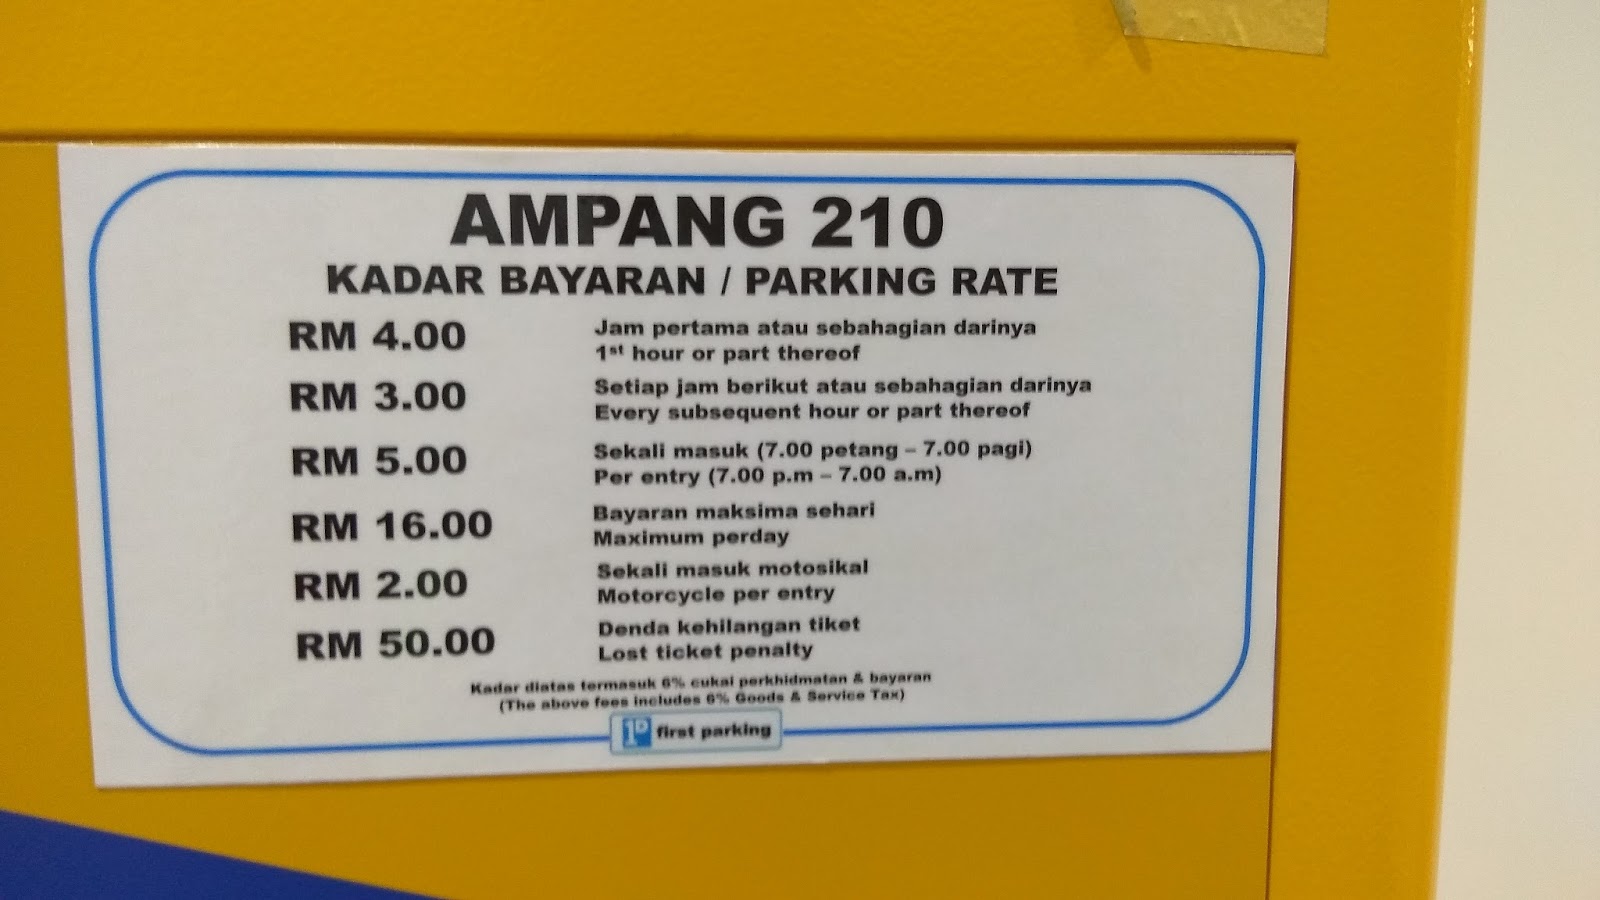 AMPANG 210
KADAR BAYARAN / PARKING RATE
RM 4.00
Jam pertama atau sebahagian darinya
1st hour or part thereof
RM 3.00
Setiap jam berikut atau sebahagian darinya
Every subsequent hour or part thereof
RM 5.00
Sekali masuk (7.00 petang – 7.00 pagi)
Per entry (7.00 p.m – 7.00 a.m)
RM 16.00
Bayaran maksima sehari
Maximum perday
RM 2.00
Sekali masuk motosikal
Motorcycle per entry
RM 50.00
Denda kehilangan tiket
Lost ticket penalty
Kadar diatas termasuk 6% cukai perkhidmatan & bayaran
(The above fees includes 6% Goods & Service Tax)
1P first parking